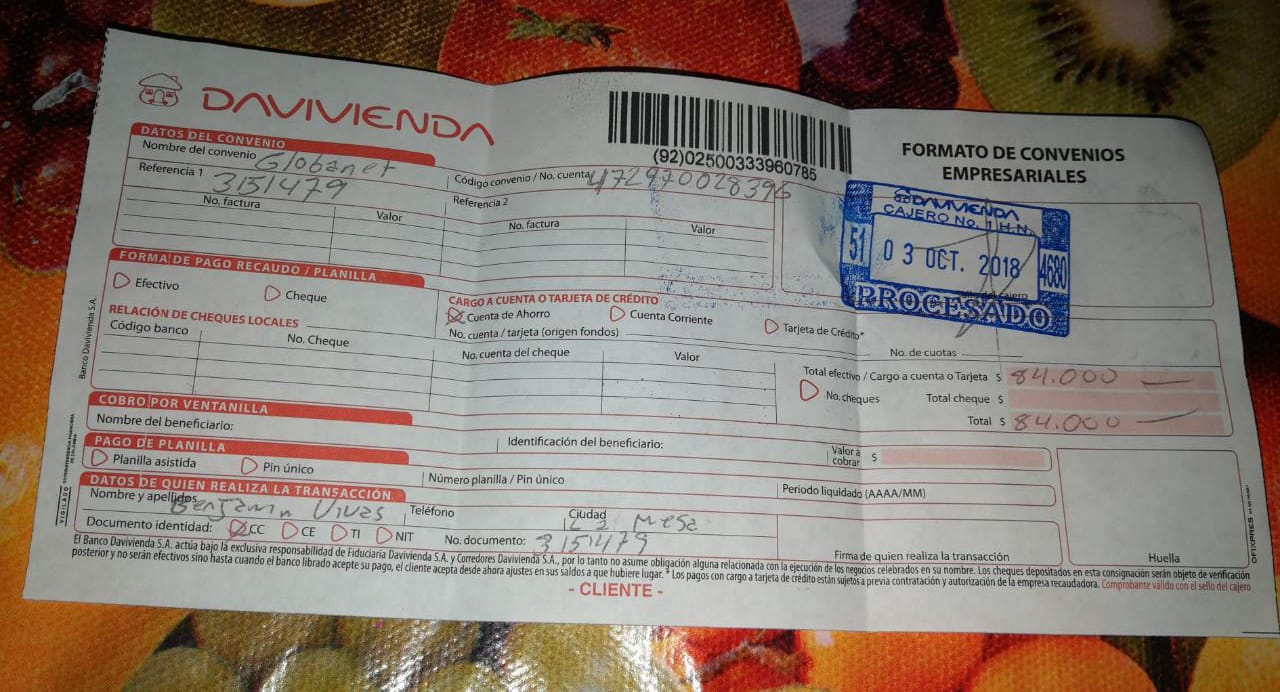 DAVIVIENDA
(92)02500333960785
FORMATO DE CONVENIOS
EMPRESARIALES
DATOS DEL CONVENIO
Nombre del convenio Globanet
Código convenio / No. cuenta 472970028396
Referencia 1 3151479
Referencia 2
No. factura Valor No. factura Valor
DAVIVIENDA
CAJERO No. 1 H.N.
51 03 OCT. 2018 4680
PROCESADO
FORMA DE PAGO RECAUDO / PLANILLA
Efectivo Cheque
CARGO A CUENTA O TARJETA DE CRÉDITO
Cuenta de Ahorro Cuenta Corriente Tarjeta de Crédito*
RELACIÓN DE CHEQUES LOCALES
No. cuenta / tarjeta (origen fondos) No. de cuotas
Código banco No. Cheque No. cuenta del cheque Valor
Total efectivo / Cargo a cuenta o Tarjeta $ 84.000
No. cheques Total cheque $
Total $ 84.000
COBRO POR VENTANILLA
Nombre del beneficiario: Identificación del beneficiario: Valor a cobrar $
PAGO DE PLANILLA
Planilla asistida Pin único Número planilla / Pin único Periodo liquidado (AAAA/MM)
DATOS DE QUIEN REALIZA LA TRANSACCIÓN
Nombre y apellidos Benjamin Vivas Teléfono Ciudad La Mesa
Documento identidad: CC CE TI NIT No. documento: 3151479
Firma de quien realiza la transacción Huella
El Banco Davivienda S.A. actúa bajo la exclusiva responsabilidad de Fiduciaria Davivienda S.A. y Corredores Davivienda S.A., por lo tanto no asume obligación alguna relacionada con la ejecución de los negocios celebrados en su nombre. Los cheques depositados en esta consignación serán objeto de verificación
posterior y no serán efectivos sino hasta cuando el banco librado acepte su pago, el cliente acepta desde ahora ajustes en sus saldos a que hubiere lugar. * Los pagos con cargo a tarjeta de crédito están sujetos a previa contratación y autorización de la empresa recaudadora. Comprobante válido con el sello del cajero
- CLIENTE -
Banco Davivienda S.A.
VIGILADO SUPERINTENDENCIA FINANCIERA
DE COLOMBIA